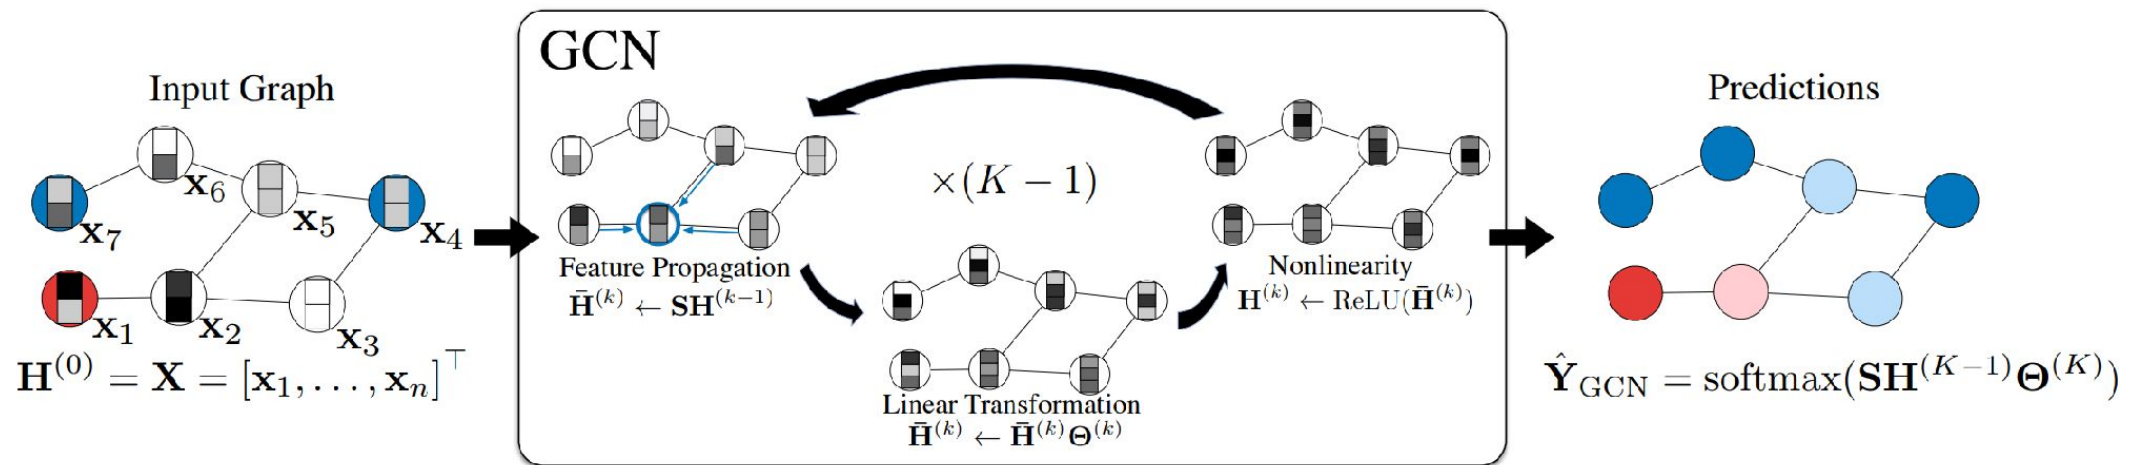 Input Graph
x₆
x₅
x₇
x₄
x₁
x₂
x₃
H⁽⁰⁾ = X = [x₁, . . . , xₙ]⊤
GCN
×(K − 1)
Feature Propagation
H̄⁽ᵏ⁾ ← SH⁽ᵏ⁻¹⁾
Linear Transformation
H̄⁽ᵏ⁾ ← H̄⁽ᵏ⁾Θ⁽ᵏ⁾
Nonlinearity
H⁽ᵏ⁾ ← ReLU(H̄⁽ᵏ⁾)
Predictions
Ŷ_GCN = softmax(SH⁽ᴷ⁻¹⁾Θ⁽ᴷ⁾)